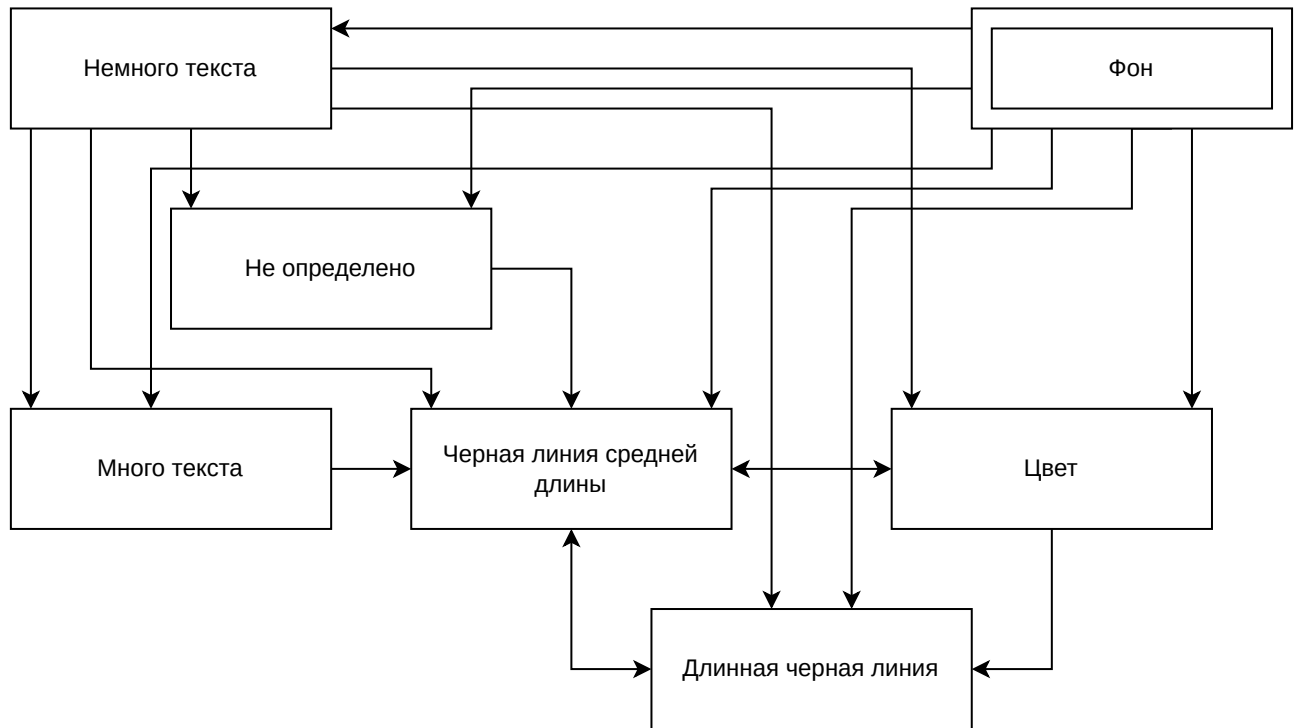 Немного текста
Фон
Не определено
Много текста
Черная линия средней
длины
Цвет
Длинная черная линия